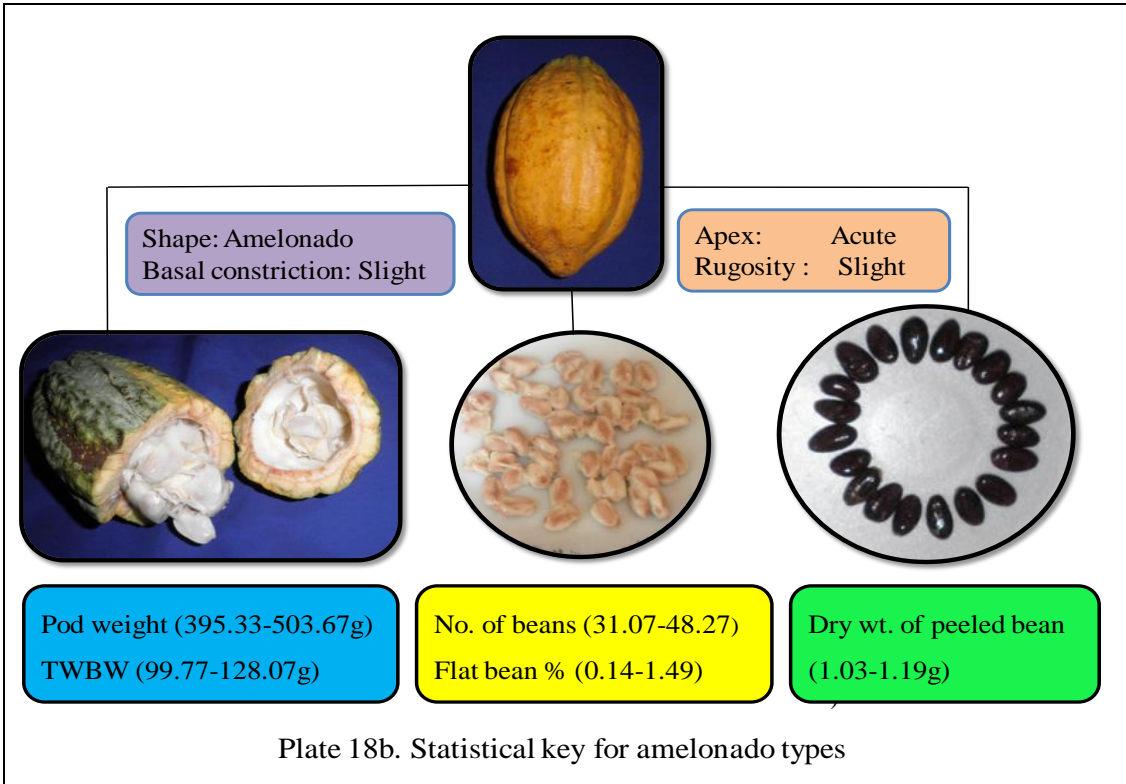 Shape: Amelonado
Basal constriction: Slight
Apex: Acute
Rugosity : Slight
Pod weight (395.33-503.67g)
TWBW (99.77-128.07g)
No. of beans (31.07-48.27)
Flat bean % (0.14-1.49)
Dry wt. of peeled bean
(1.03-1.19g)
Plate 18b. Statistical key for amelonado types